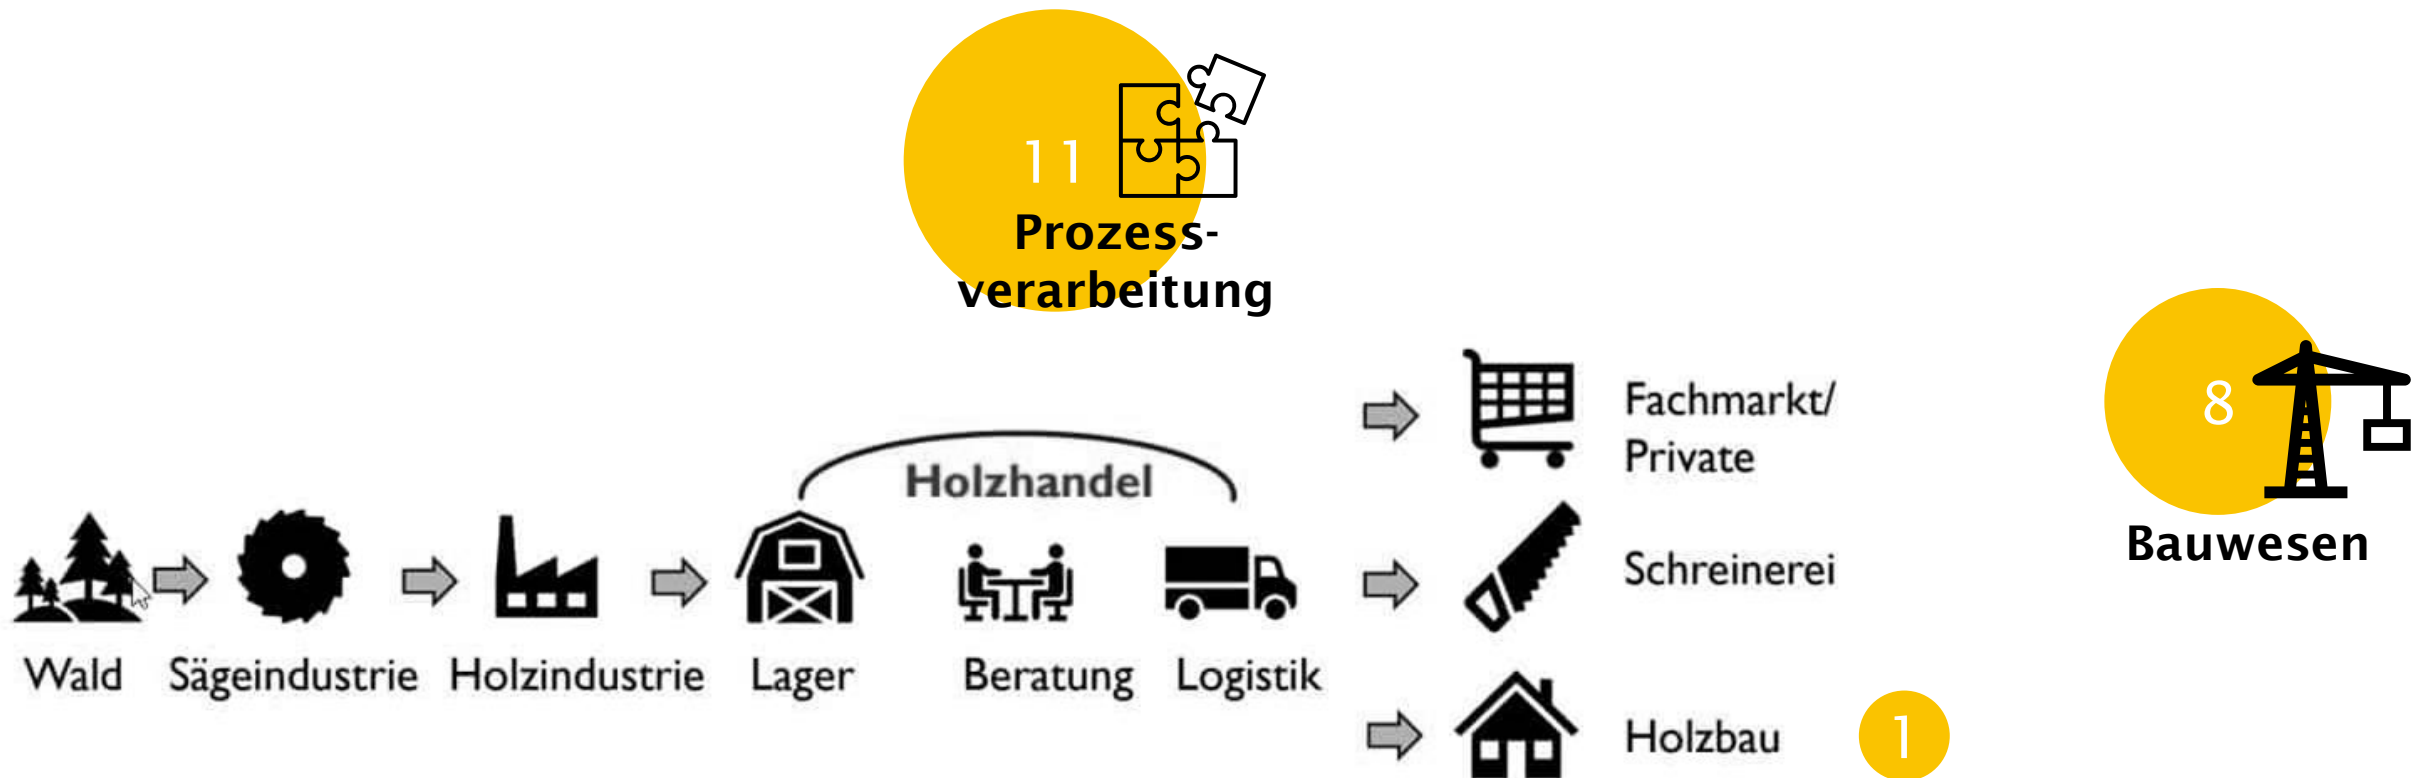 11
Prozess-
verarbeitung
8
Bauwesen
Holzhandel
Wald
Sägeindustrie
Holzindustrie
Lager
Beratung
Logistik
Fachmarkt/
Private
Schreinerei
Holzbau
1